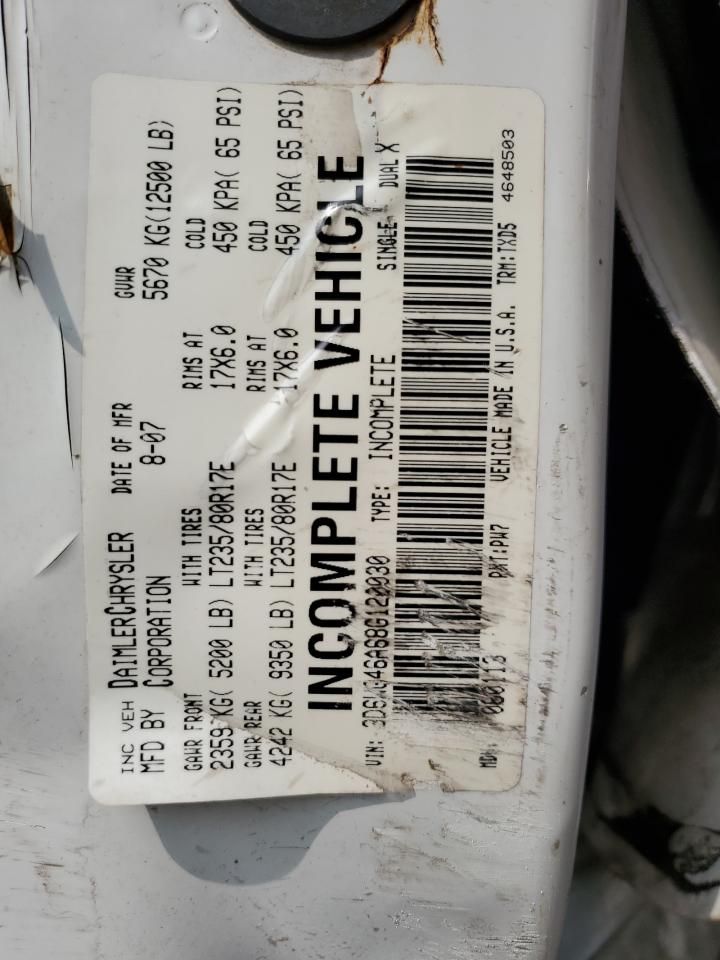 INC VEH DAIMLERCHRYSLER DATE OF MFR GVWR
MFD BY CORPORATION 8-07 5670 KG(12500 LB)
GAWR FRONT WITH TIRES RIMS AT COLD
2359 KG( 5200 LB) LT235/80R17E 17X6.0 450 KPA( 65 PSI)
GAWR REAR WITH TIRES RIMS AT COLD
4242 KG( 9350 LB) LT235/80R17E 17X6.0 450 KPA( 65 PSI)
INCOMPLETE VEHICLE
VIN: TYPE: INCOMPLETE SINGLE DUAL X
PNT:PW7 VEHICLE MADE IN U.S.A. TRM:TXD5 4648503